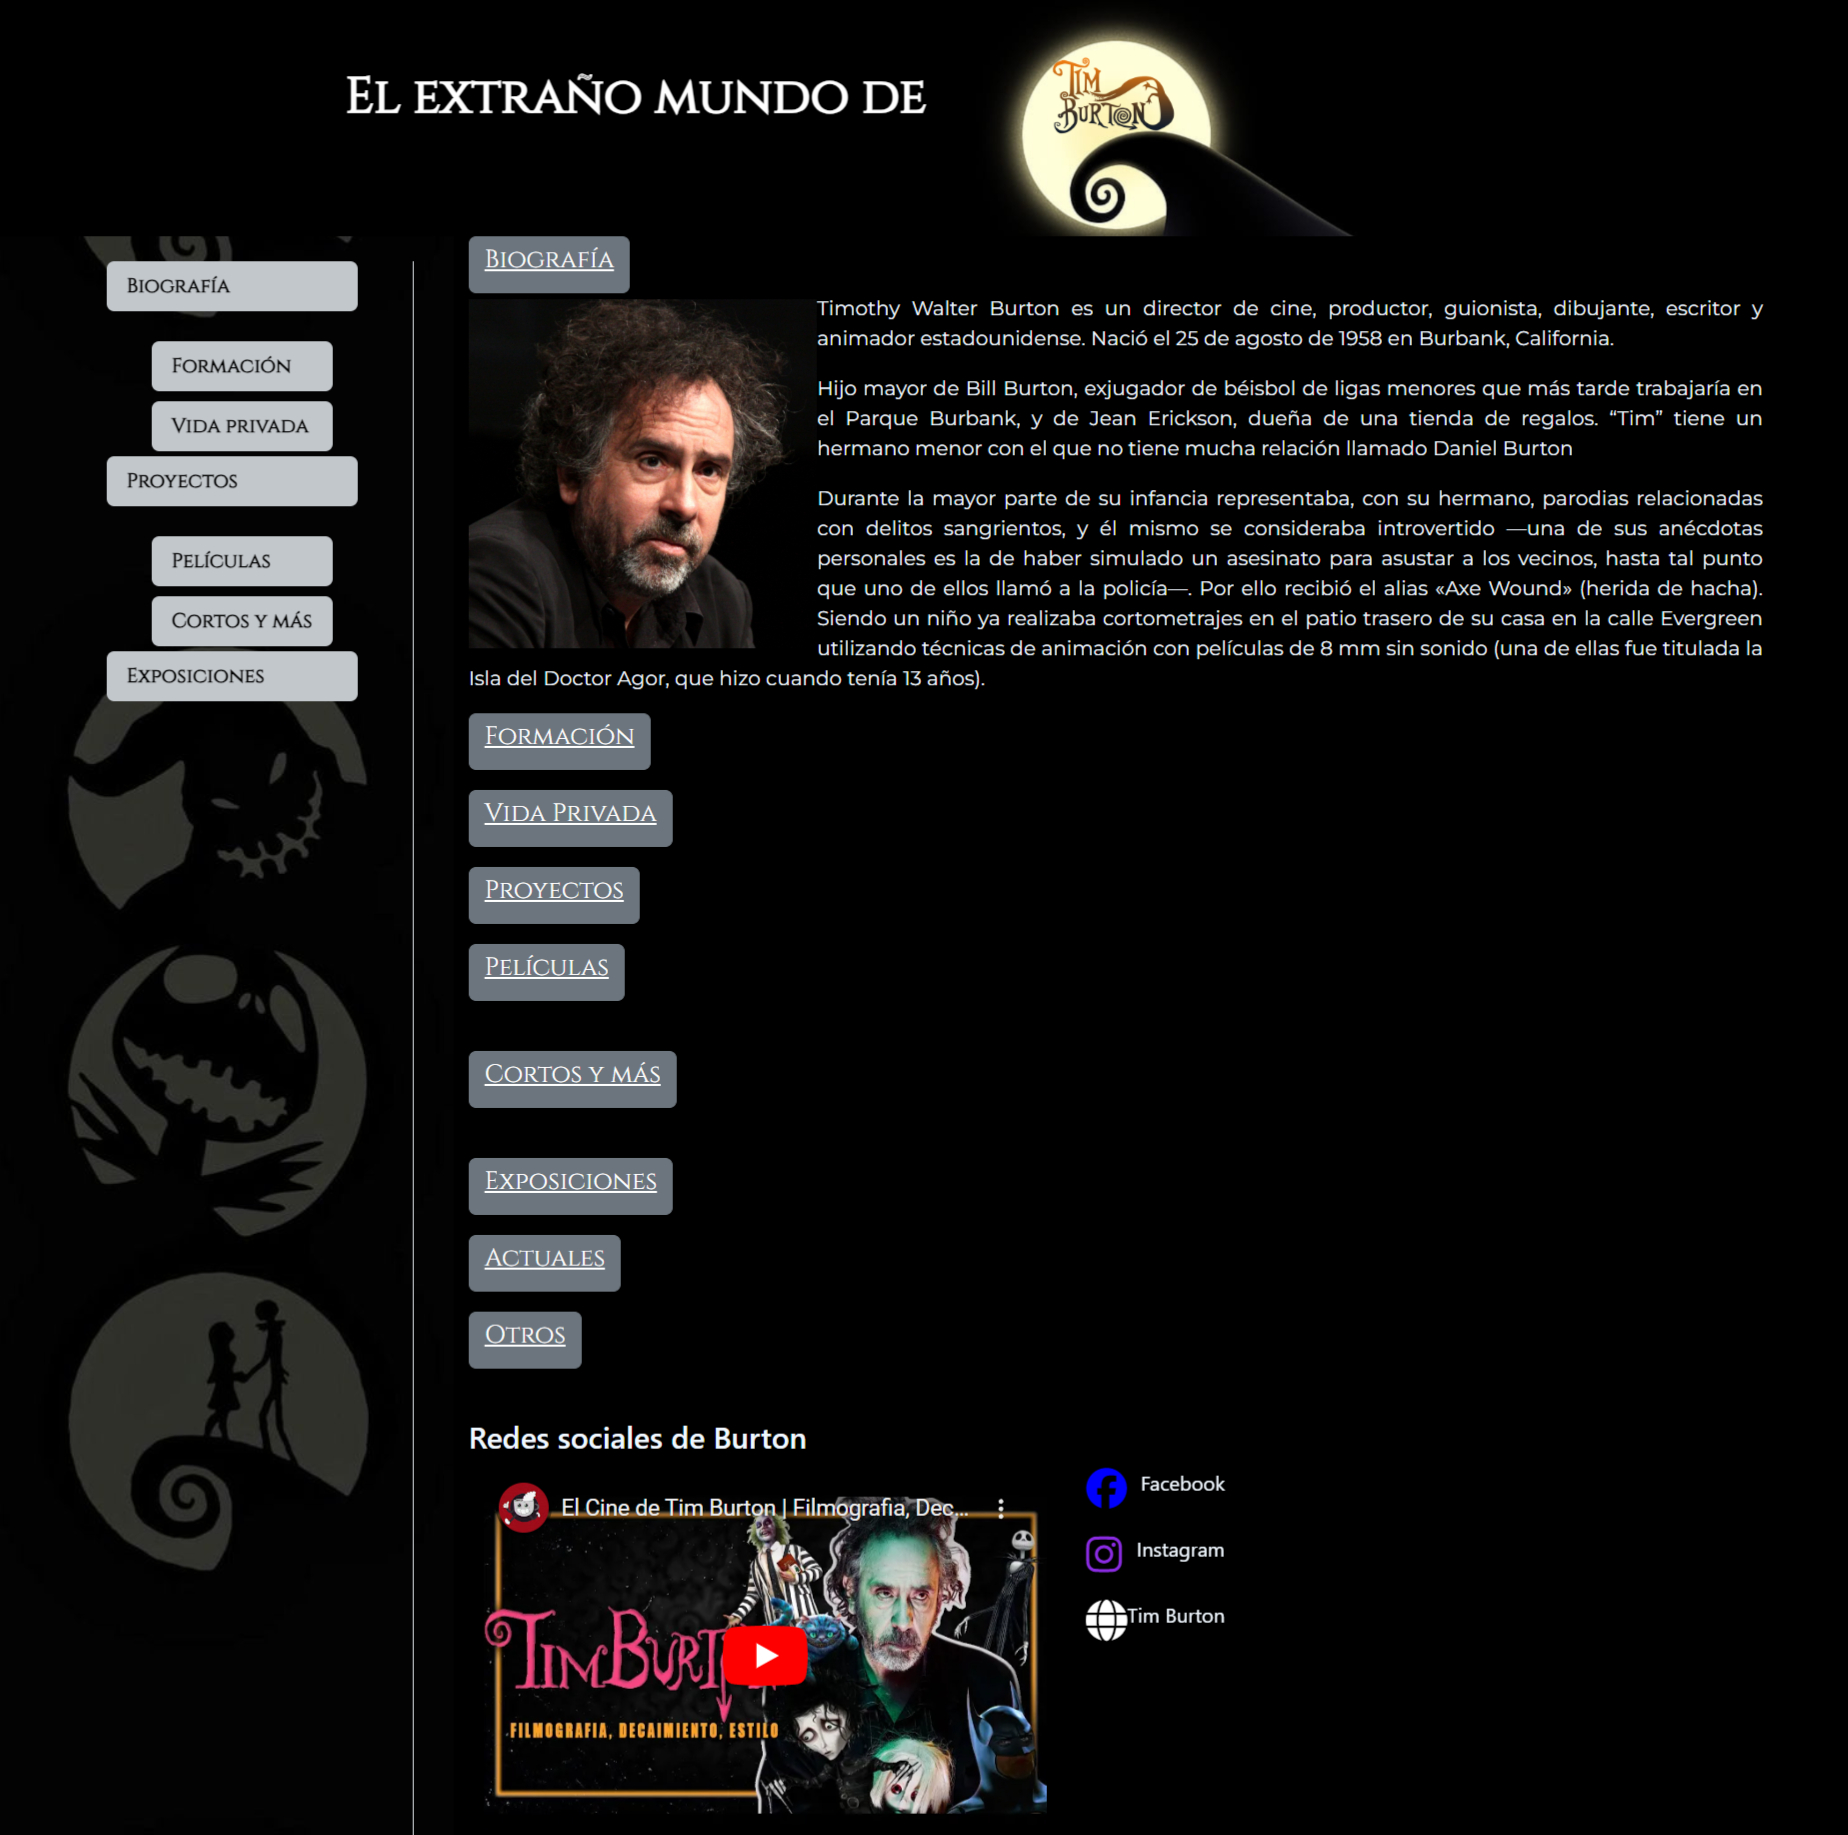 El extraño mundo de
Tim
Burton
Biografía
Formación
Vida privada
Proyectos
Películas
Cortos y más
Exposiciones
Biografía
Timothy Walter Burton es un director de cine, productor, guionista, dibujante, escritor y
animador estadounidense. Nació el 25 de agosto de 1958 en Burbank, California.
Hijo mayor de Bill Burton, exjugador de béisbol de ligas menores que más tarde trabajaría en
el Parque Burbank, y de Jean Erickson, dueña de una tienda de regalos. “Tim” tiene un
hermano menor con el que no tiene mucha relación llamado Daniel Burton
Durante la mayor parte de su infancia representaba, con su hermano, parodias relacionadas
con delitos sangrientos, y él mismo se consideraba introvertido —una de sus anécdotas
personales es la de haber simulado un asesinato para asustar a los vecinos, hasta tal punto
que uno de ellos llamó a la policía—. Por ello recibió el alias «Axe Wound» (herida de hacha).
Siendo un niño ya realizaba cortometrajes en el patio trasero de su casa en la calle Evergreen
utilizando técnicas de animación con películas de 8 mm sin sonido (una de ellas fue titulada la
Isla del Doctor Agor, que hizo cuando tenía 13 años).
Formación
Vida Privada
Proyectos
Películas
Cortos y más
Exposiciones
Actuales
Otros
Redes sociales de Burton
El Cine de Tim Burton | Filmografia, Dec...
Tim Burt
FILMOGRAFIA, DECAIMIENTO, ESTILO
Facebook
Instagram
Tim Burton